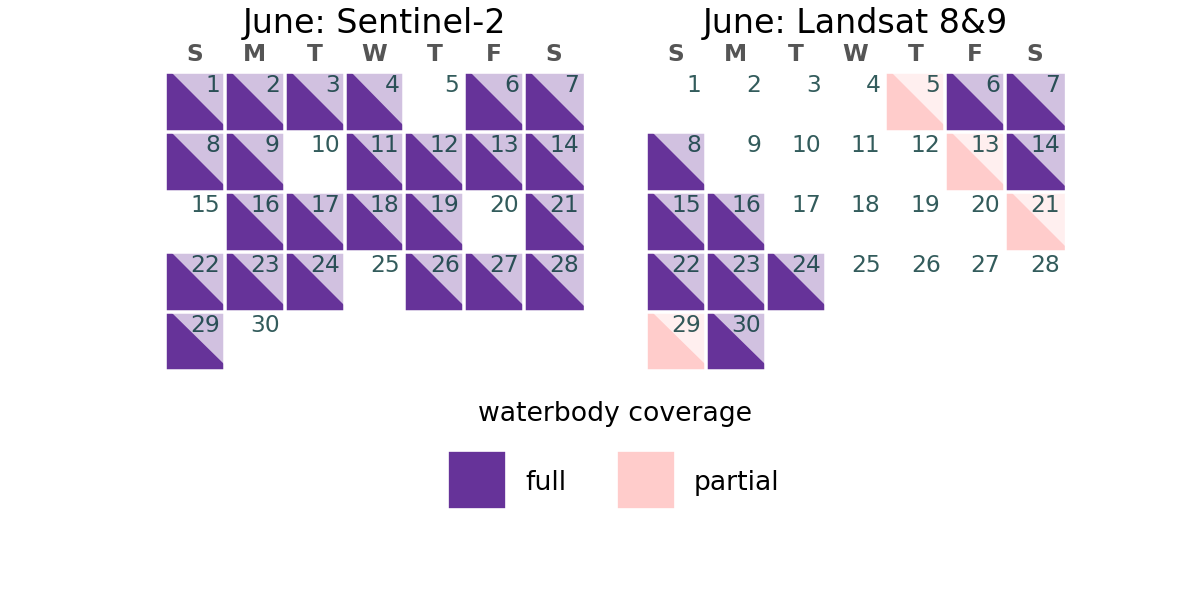 June: Sentinel-2
S M T W T F S
1 2 3 4 5 6 7
8 9 10 11 12 13 14
15 16 17 18 19 20 21
22 23 24 25 26 27 28
29 30
June: Landsat 8&9
S M T W T F S
1 2 3 4 5 6 7
8 9 10 11 12 13 14
15 16 17 18 19 20 21
22 23 24 25 26 27 28
29 30
waterbody coverage
full
partial